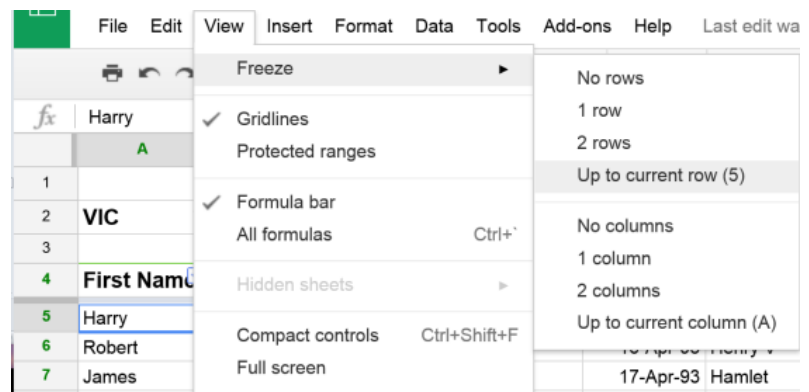 File Edit View Insert Format Data Tools Add-ons Help Last edit wa
Freeze
No rows
1 row
2 rows
Up to current row (5)
No columns
1 column
2 columns
Up to current column (A)
Gridlines
Protected ranges
Formula bar
All formulas Ctrl+`
Hidden sheets
Compact controls Ctrl+Shift+F
Full screen
fx Harry
A
1
2 VIC
3
4 First Name
5 Harry
6 Robert
7 James
17-Apr-93 Hamlet